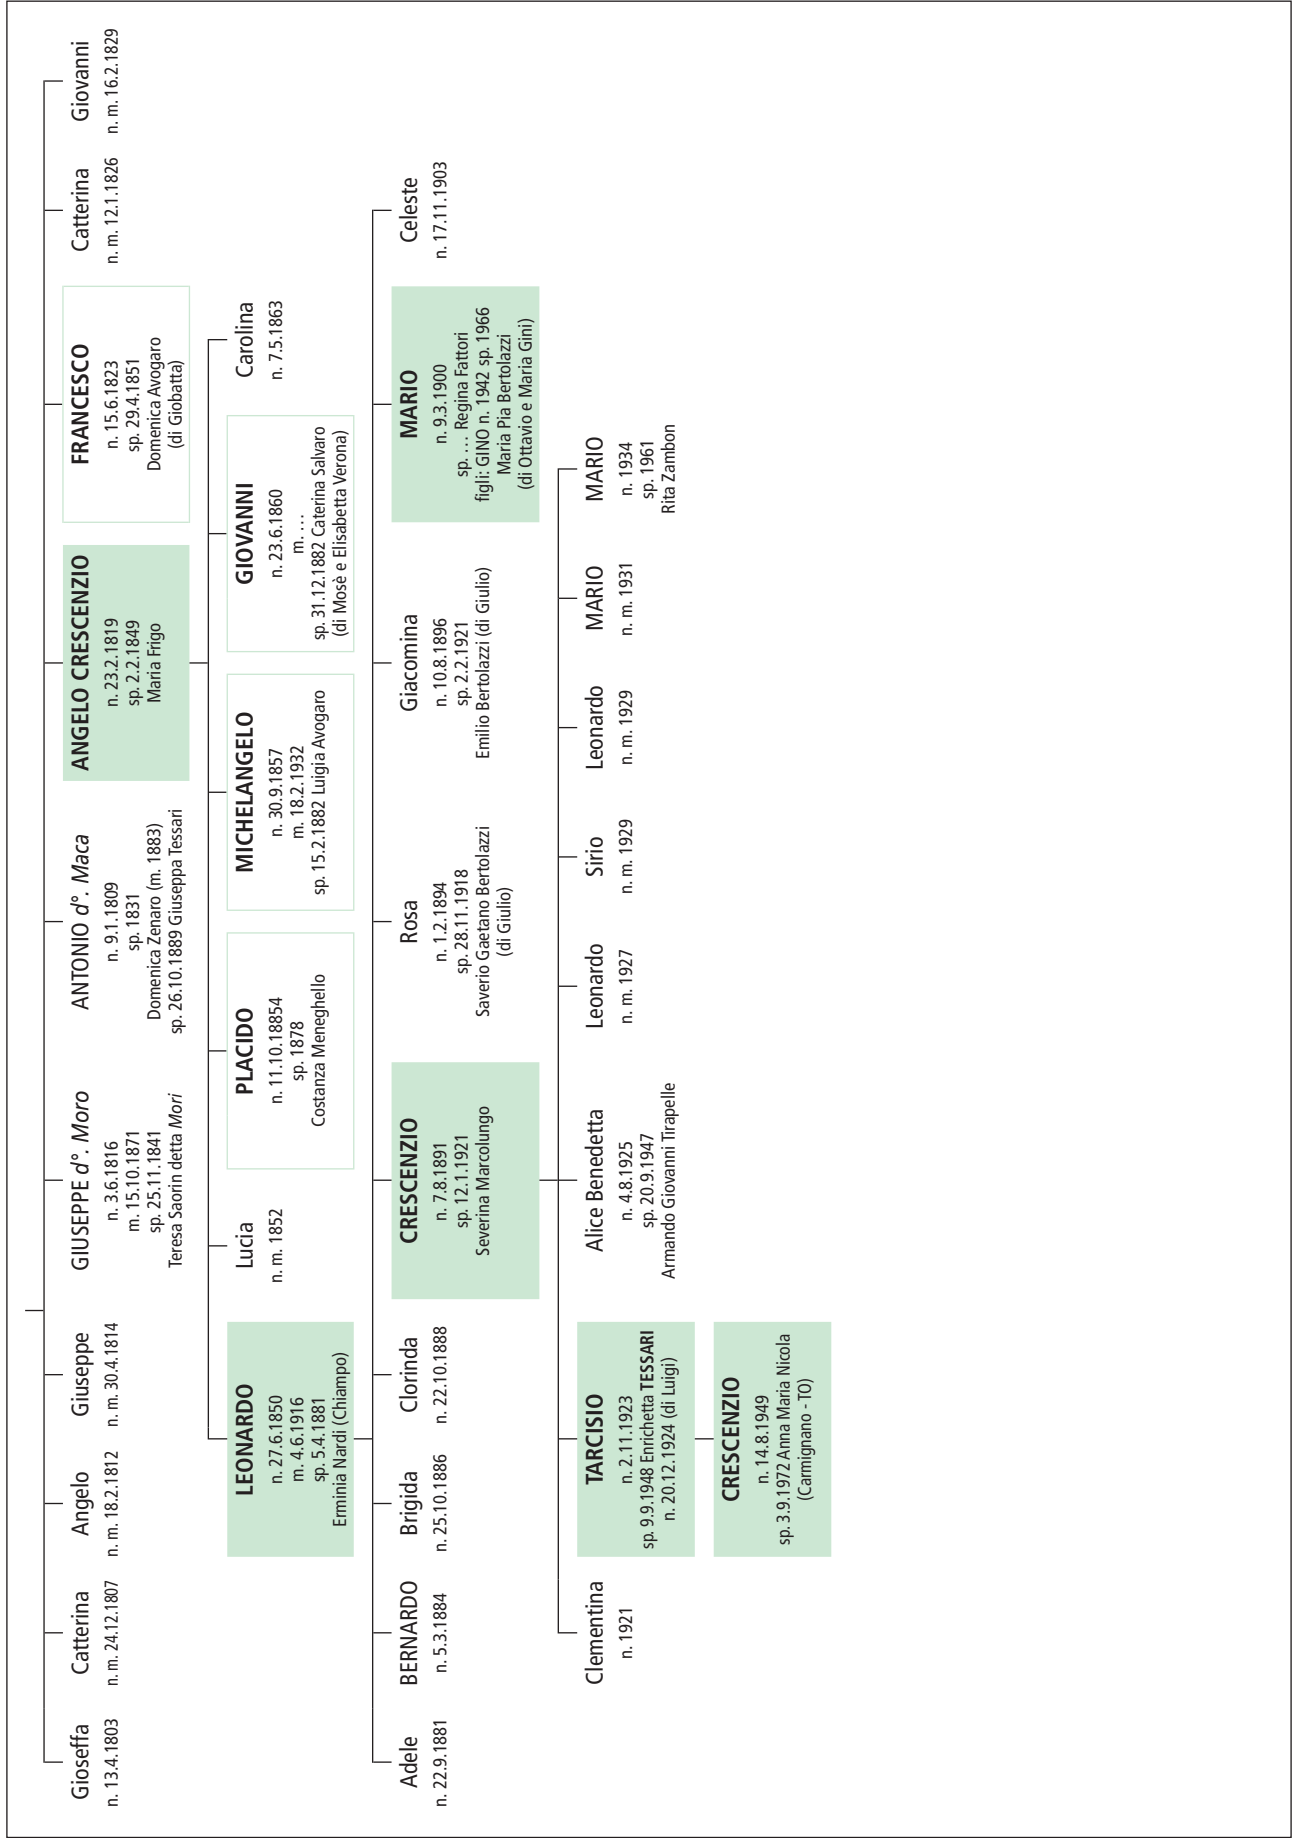 Gioseffa
n. 13.4.1803
Catterina
n. m. 24.12.1807
Angelo
n. m. 18.2.1812
Giuseppe
n. m. 30.4.1814
GIUSEPPE d°. Moro
n. 3.6.1816
m. 15.10.1871
sp. 25.11.1841
Teresa Saorin detta Mori
ANTONIO d°. Maca
n. 9.1.1809
sp. 1831
Domenica Zenaro (m. 1883)
sp. 26.10.1889 Giuseppa Tessari
ANGELO CRESCENZIO
n. 23.2.1819
sp. 2.2.1849
Maria Frigo
FRANCESCO
n. 15.6.1823
sp. 29.4.1851
Domenica Avogaro
(di Giobatta)
Catterina
n. m. 12.1.1826
Giovanni
n. m. 16.2.1829
LEONARDO
n. 27.6.1850
m. 4.6.1916
sp. 5.4.1881
Erminia Nardi (Chiampo)
Lucia
n. m. 1852
PLACIDO
n. 11.10.18854
sp. 1878
Costanza Meneghello
MICHELANGELO
n. 30.9.1857
m. 18.2.1932
sp. 15.2.1882 Luigia Avogaro
GIOVANNI
n. 23.6.1860
m. …
sp. 31.12.1882 Caterina Salvaro
(di Mosè e Elisabetta Verona)
Carolina
n. 7.5.1863
Adele
n. 22.9.1881
BERNARDO
n. 5.3.1884
Brigida
n. 25.10.1886
Clorinda
n. 22.10.1888
CRESCENZIO
n. 7.8.1891
sp. 12.1.1921
Severina Marcolungo
Rosa
n. 1.2.1894
sp. 28.11.1918
Saverio Gaetano Bertolazzi
(di Giulio)
Giacomina
n. 10.8.1896
sp. 2.2.1921
Emilio Bertolazzi (di Giulio)
MARIO
n. 9.3.1900
sp. … Regina Fattori
figli: GINO n. 1942 sp. 1966
Maria Pia Bertolazzi
(di Ottavio e Maria Gini)
Celeste
n. 17.11.1903
Clementina
n. 1921
TARCISIO
n. 2.11.1923
sp. 9.9.1948 Enrichetta TESSARI
n. 20.12.1924 (di Luigi)
Alice Benedetta
n. 4.8.1925
sp. 20.9.1947
Armando Giovanni Tirapelle
Leonardo
n. m. 1927
Sirio
n. m. 1929
Leonardo
n. m. 1929
MARIO
n. m. 1931
MARIO
n. 1934
sp. 1961
Rita Zambon
CRESCENZIO
n. 14.8.1949
sp. 3.9.1972 Anna Maria Nicola
(Carmignano - TO)